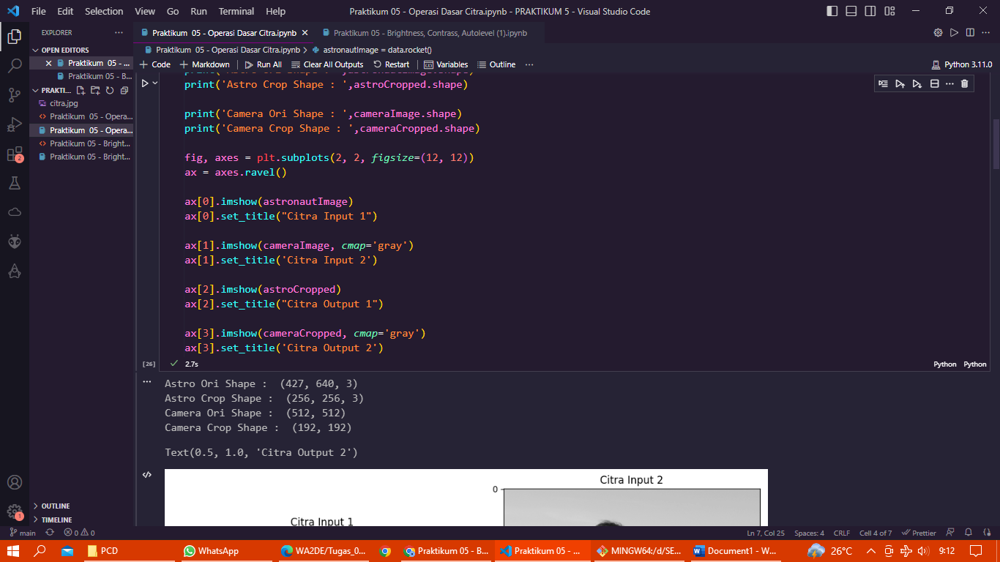 File Edit Selection View Go Run Terminal Help
Praktikum 05 - Operasi Dasar Citra.ipynb - PRAKTIKUM 5 - Visual Studio Code
EXPLORER
Praktikum 05 - Operasi Dasar Citra.ipynb
Praktikum 05 - Brightness, Contrast, Autolevel (1).ipynb
OPEN EDITORS
Praktikum 05 - ...
Praktikum 05 - B...
PRAKTI...
citra.jpg
Praktikum 05 - Opera...
Praktikum 05 - Opera...
Praktikum 05 - Bright...
Praktikum 05 - Bright...
OUTLINE
TIMELINE
2
1
Praktikum 05 - Operasi Dasar Citra.ipynb > astronautImage = data.rocket()
+ Code + Markdown Run All Clear All Outputs Restart Variables Outline ...
Python 3.11.0
print('Astro Crop Shape : ',astroCropped.shape)
print('Camera Ori Shape : ',cameraImage.shape)
print('Camera Crop Shape : ',cameraCropped.shape)
fig, axes = plt.subplots(2, 2, figsize=(12, 12))
ax = axes.ravel()
ax[0].imshow(astronautImage)
ax[0].set_title("Citra Input 1")
ax[1].imshow(cameraImage, cmap='gray')
ax[1].set_title('Citra Input 2')
ax[2].imshow(astroCropped)
ax[2].set_title("Citra Output 1")
ax[3].imshow(cameraCropped, cmap='gray')
ax[3].set_title('Citra Output 2')
[26] 2.7s
Python Python
Astro Ori Shape :  (427, 640, 3)
Astro Crop Shape :  (256, 256, 3)
Camera Ori Shape :  (512, 512)
Camera Crop Shape :  (192, 192)
Text(0.5, 1.0, 'Citra Output 2')
Citra Input 2
0
Citra Input 1
main 0 0
Ln 7, Col 25 Spaces: 4 CRLF Cell 4 of 7 Prettier
PCD
WhatsApp
WA2DE/Tugas_0...
Praktikum 05 - B...
Praktikum 05 - ...
MINGW64:/d/SE...
Document1 - W...
26°C
9:12